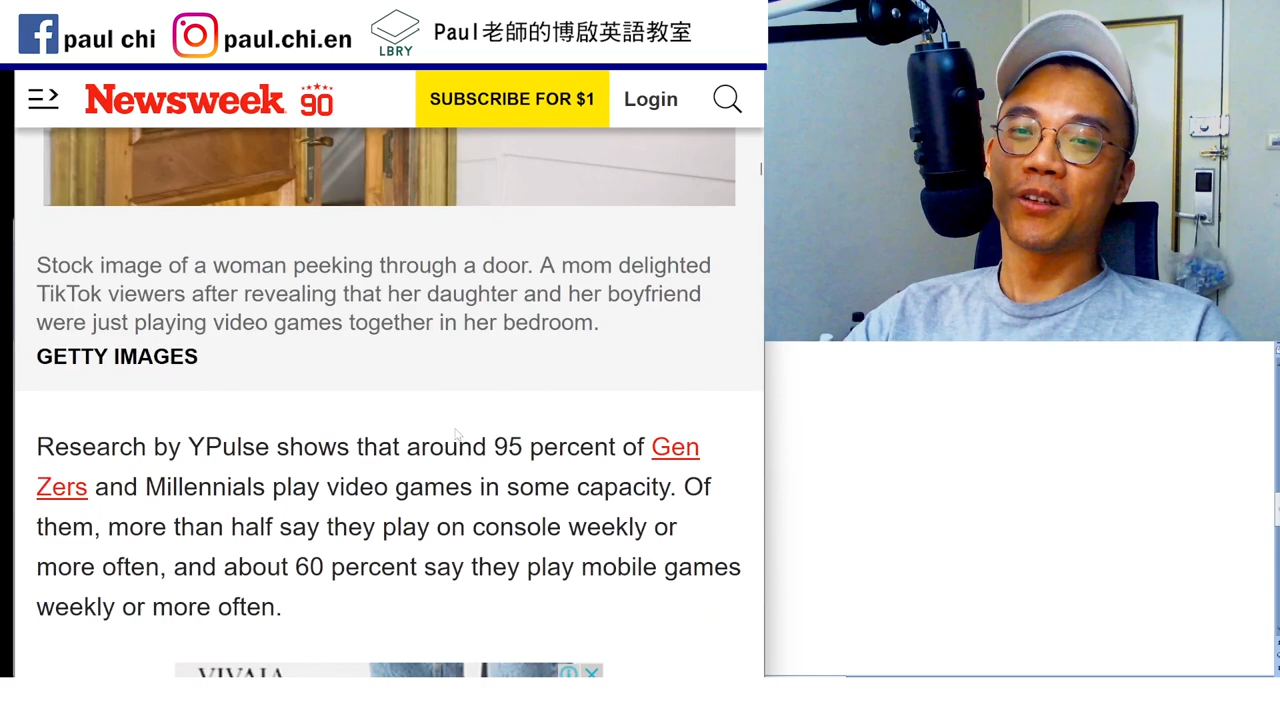 paul chi
paul.chi.en
LBRY
Paul老師的博啟英語教室
Newsweek 90
SUBSCRIBE FOR $1
Login
Stock image of a woman peeking through a door. A mom delighted
TikTok viewers after revealing that her daughter and her boyfriend
were just playing video games together in her bedroom.
GETTY IMAGES
Research by YPulse shows that around 95 percent of Gen
Zers and Millennials play video games in some capacity. Of
them, more than half say they play on console weekly or
more often, and about 60 percent say they play mobile games
weekly or more often.
VIVAIA